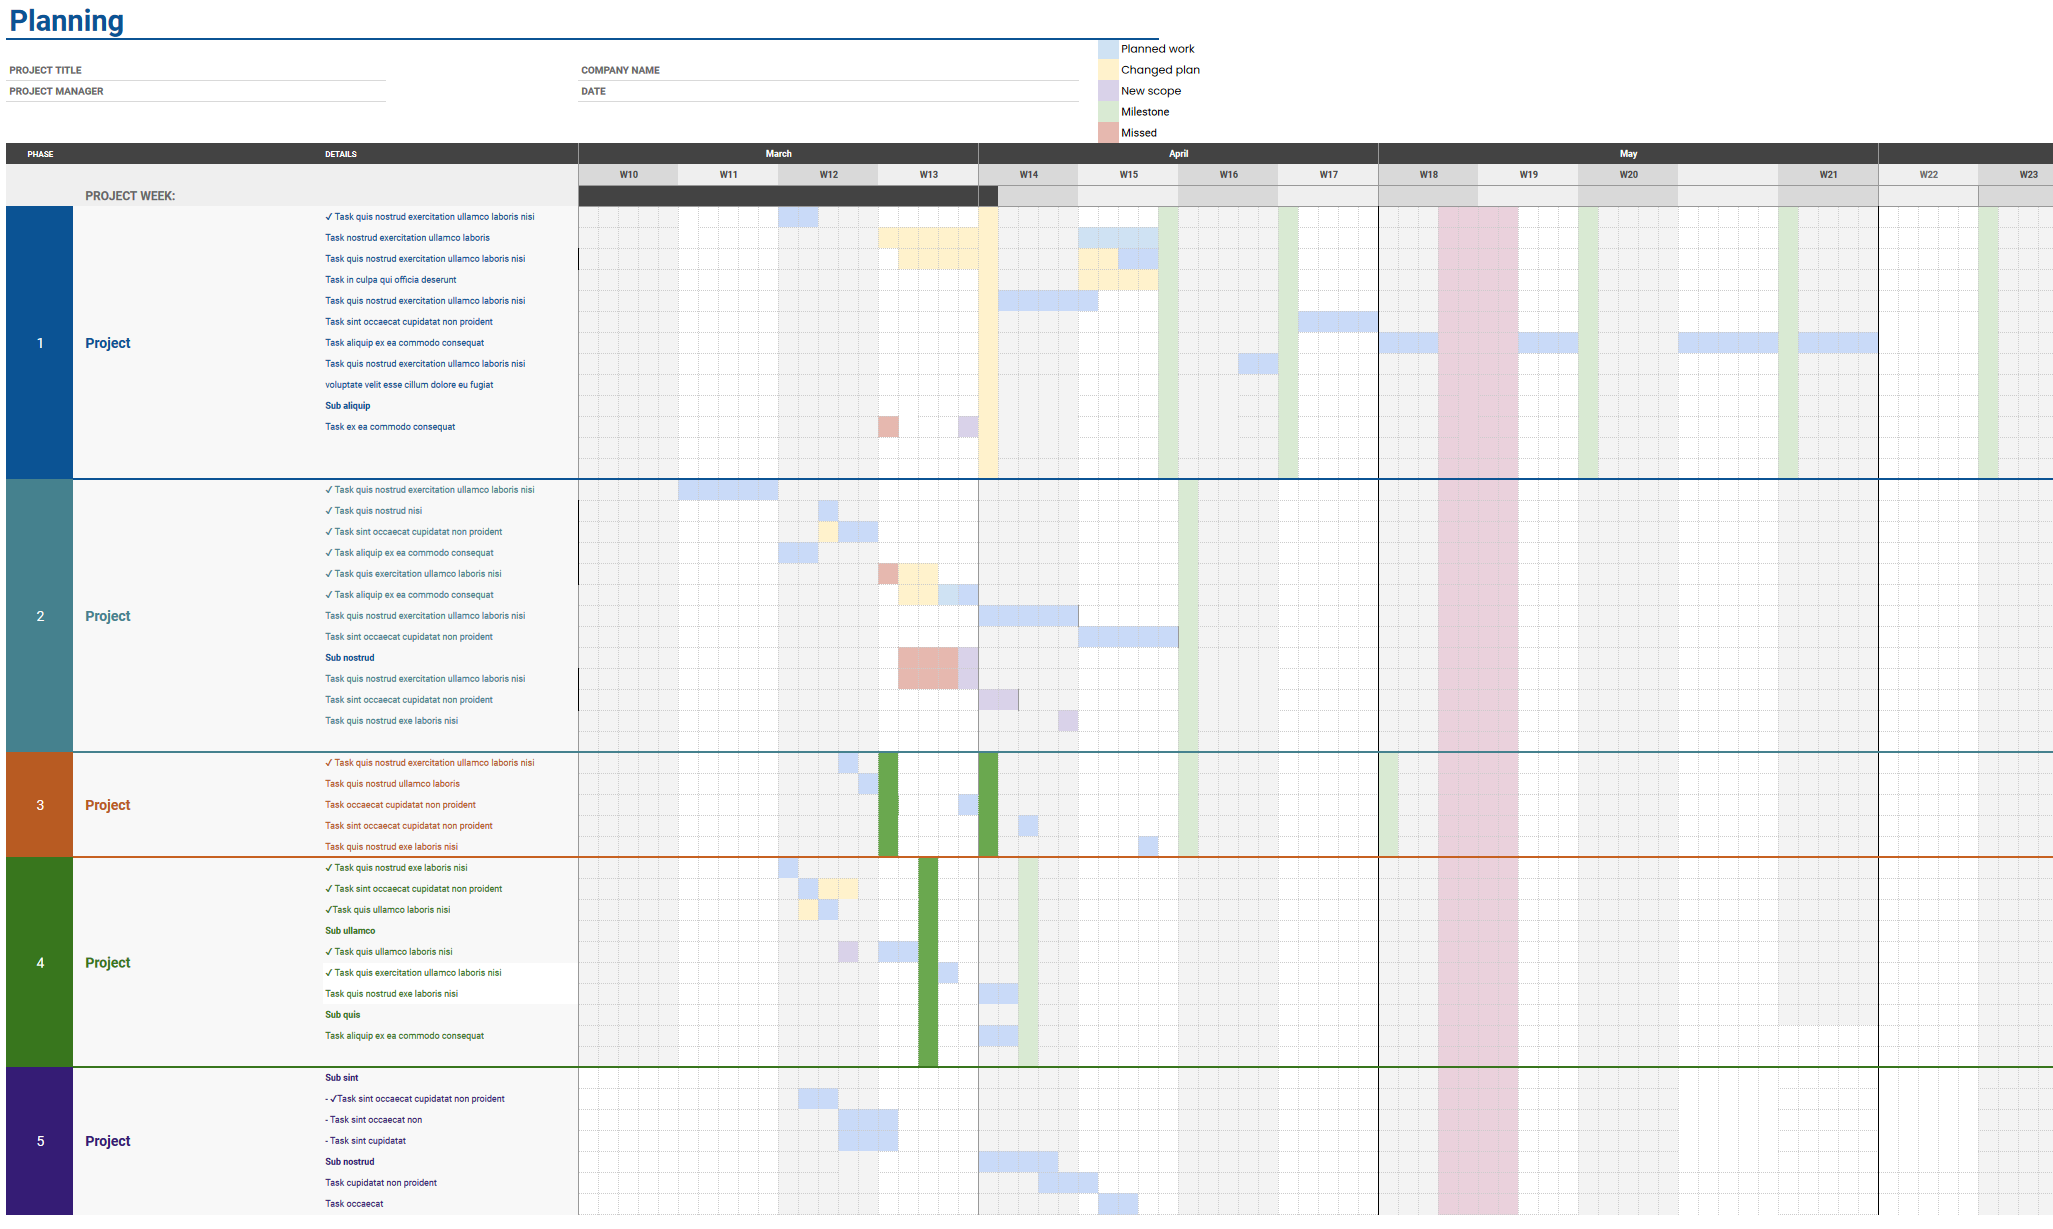 Planning
Planned work
PROJECT TITLE COMPANY NAME Changed plan
PROJECT MANAGER DATE New scope
Milestone
Missed
PHASE DETAILS March April May
W10 W11 W12 W13 W14 W15 W16 W17 W18 W19 W20 W21 W22 W23
PROJECT WEEK:
✓ Task quis nostrud exercitation ullamco laboris nisi
Task nostrud exercitation ullamco laboris
Task quis nostrud exercitation ullamco laboris nisi
Task in culpa qui officia deserunt
Task quis nostrud exercitation ullamco laboris nisi
Task sint occaecat cupidatat non proident
1 Project Task aliquip ex ea commodo consequat
Task quis nostrud exercitation ullamco laboris nisi
voluptate velit esse cillum dolore eu fugiat
Sub aliquip
Task ex ea commodo consequat
✓ Task quis nostrud exercitation ullamco laboris nisi
✓ Task quis nostrud nisi
✓ Task sint occaecat cupidatat non proident
✓ Task aliquip ex ea commodo consequat
✓ Task quis exercitation ullamco laboris nisi
✓ Task aliquip ex ea commodo consequat
2 Project Task quis nostrud exercitation ullamco laboris nisi
Task sint occaecat cupidatat non proident
Sub nostrud
Task quis nostrud exercitation ullamco laboris nisi
Task sint occaecat cupidatat non proident
Task quis nostrud exe laboris nisi
✓ Task quis nostrud exercitation ullamco laboris nisi
Task quis nostrud ullamco laboris
3 Project Task occaecat cupidatat non proident
Task sint occaecat cupidatat non proident
Task quis nostrud exe laboris nisi
✓ Task quis nostrud exe laboris nisi
✓ Task sint occaecat cupidatat non proident
✓Task quis ullamco laboris nisi
Sub ullamco
✓ Task quis ullamco laboris nisi
4 Project
✓ Task quis exercitation ullamco laboris nisi
Task quis nostrud exe laboris nisi
Sub quis
Task aliquip ex ea commodo consequat
Sub sint
- ✓Task sint occaecat cupidatat non proident
- Task sint occaecat non
5 Project - Task sint cupidatat
Sub nostrud
Task cupidatat non proident
Task occaecat